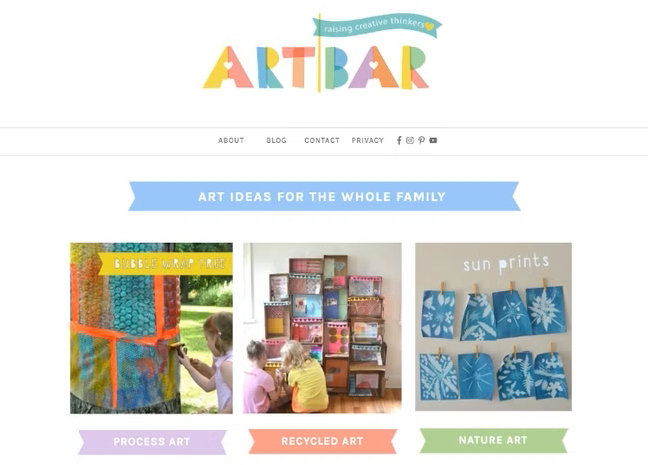 raising creative thinkers
ARTBAR
ABOUT BLOG CONTACT PRIVACY
ART IDEAS FOR THE WHOLE FAMILY
BUBBLE WRAP TREE
sun prints
PROCESS ART
RECYCLED ART
NATURE ART